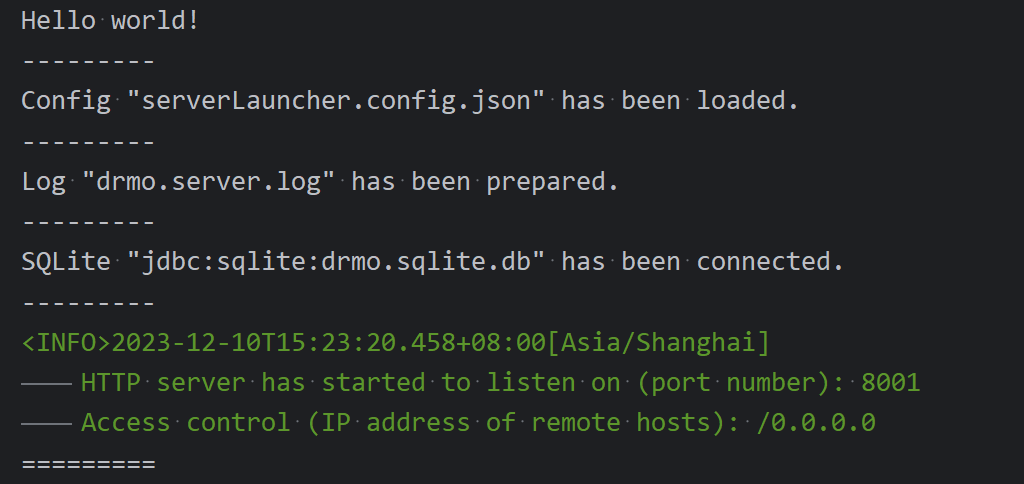 Hello world!
---------
Config "serverLauncher.config.json" has been loaded.
---------
Log "drmo.server.log" has been prepared.
---------
SQLite "jdbc:sqlite:drmo.sqlite.db" has been connected.
---------
<INFO>2023-12-10T15:23:20.458+08:00[Asia/Shanghai]
—— HTTP server has started to listen on (port number): 8001
—— Access control (IP address of remote hosts): /0.0.0.0
=========